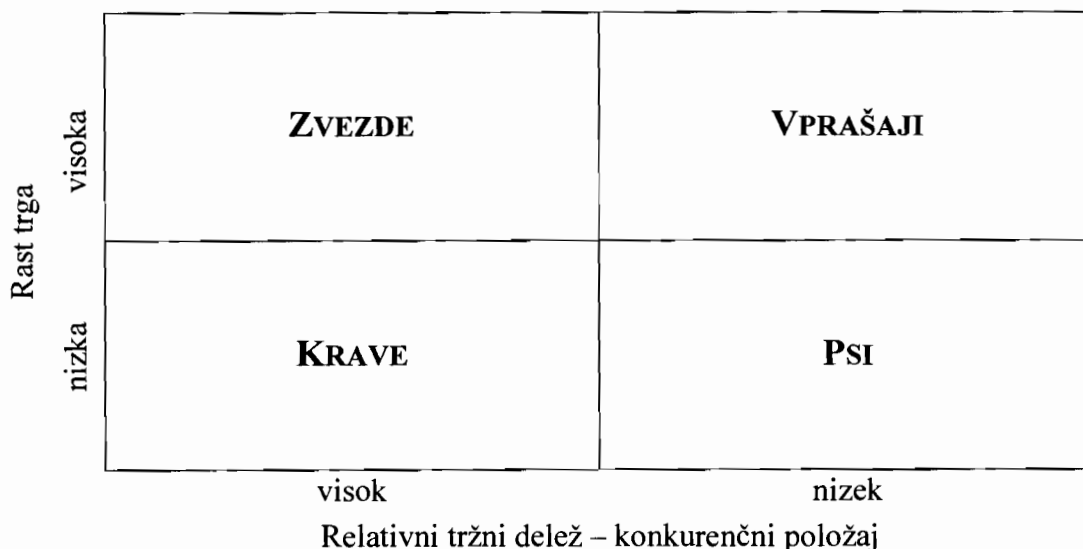 ZVEZDE
VPRAŠAJI
visoka
Rast trga
KRAVE
PSI
nizka
visok
nizek
Relativni tržni delež – konkurenčni položaj